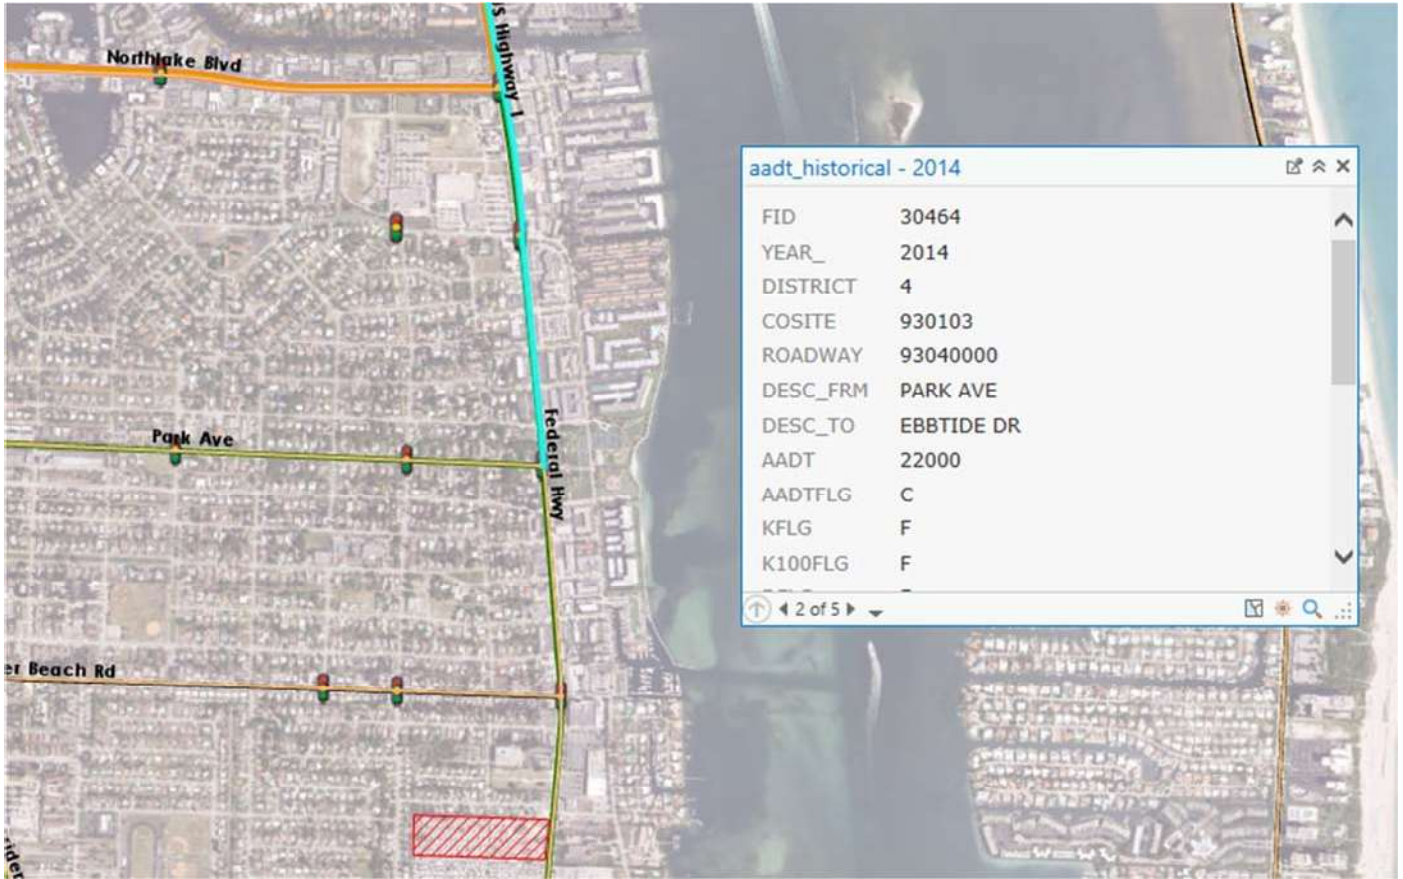 Northlake Blvd
S Highway 1
aadt_historical - 2014
FID 30464
YEAR_ 2014
DISTRICT 4
COSITE 930103
ROADWAY 93040000
DESC_FRM PARK AVE
DESC_TO EBBTIDE DR
AADT 22000
AADTFLG C
KFLG F
K100FLG F
2 of 5
Park Ave
Federal Hwy
er Beach Rd
ider